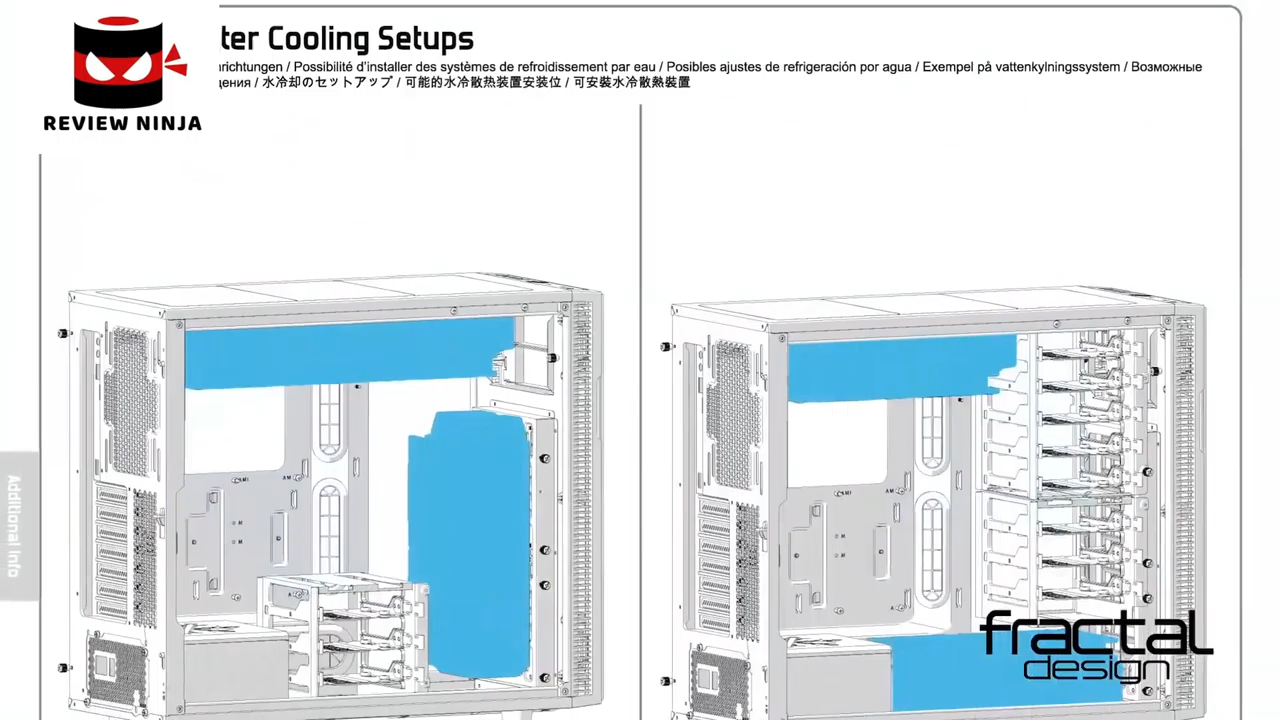 ter Cooling Setups
richtungen / Possibilité d'installer des systèmes de refroidissement par eau / Posibles ajustes de refrigeración por agua / Exempel på vattenkylningssystem / Возможные
цения / 水冷却のセットアップ / 可能的水冷散热装置安装位 / 可安裝水冷散熱裝置
REVIEW NINJA
Additional Info
fractal
design